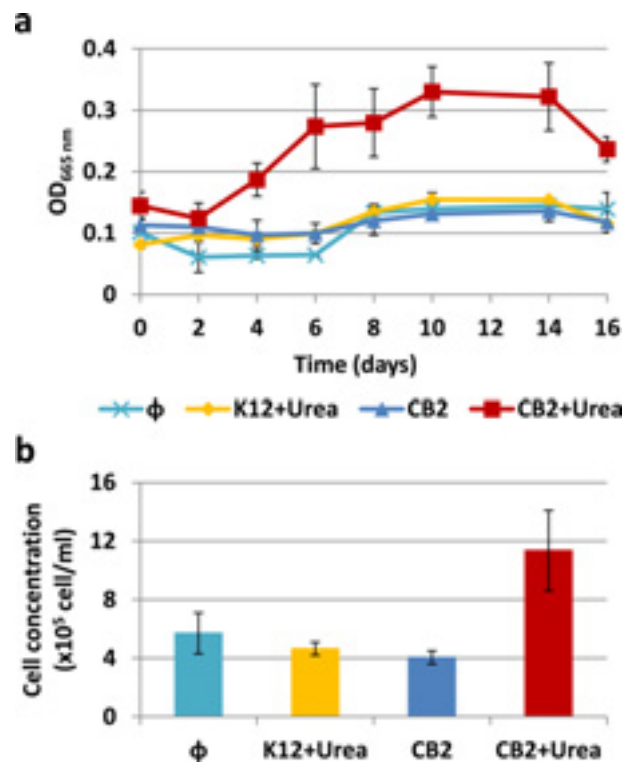 a
0.4
0.3
0.2
0.1
0
OD665 nm
0 2 4 6 8 10 12 14 16
Time (days)
ϕ K12+Urea CB2 CB2+Urea
b
16
12
8
4
0
Cell concentration
(x10⁵ cell/ml)
ϕ K12+Urea CB2 CB2+Urea